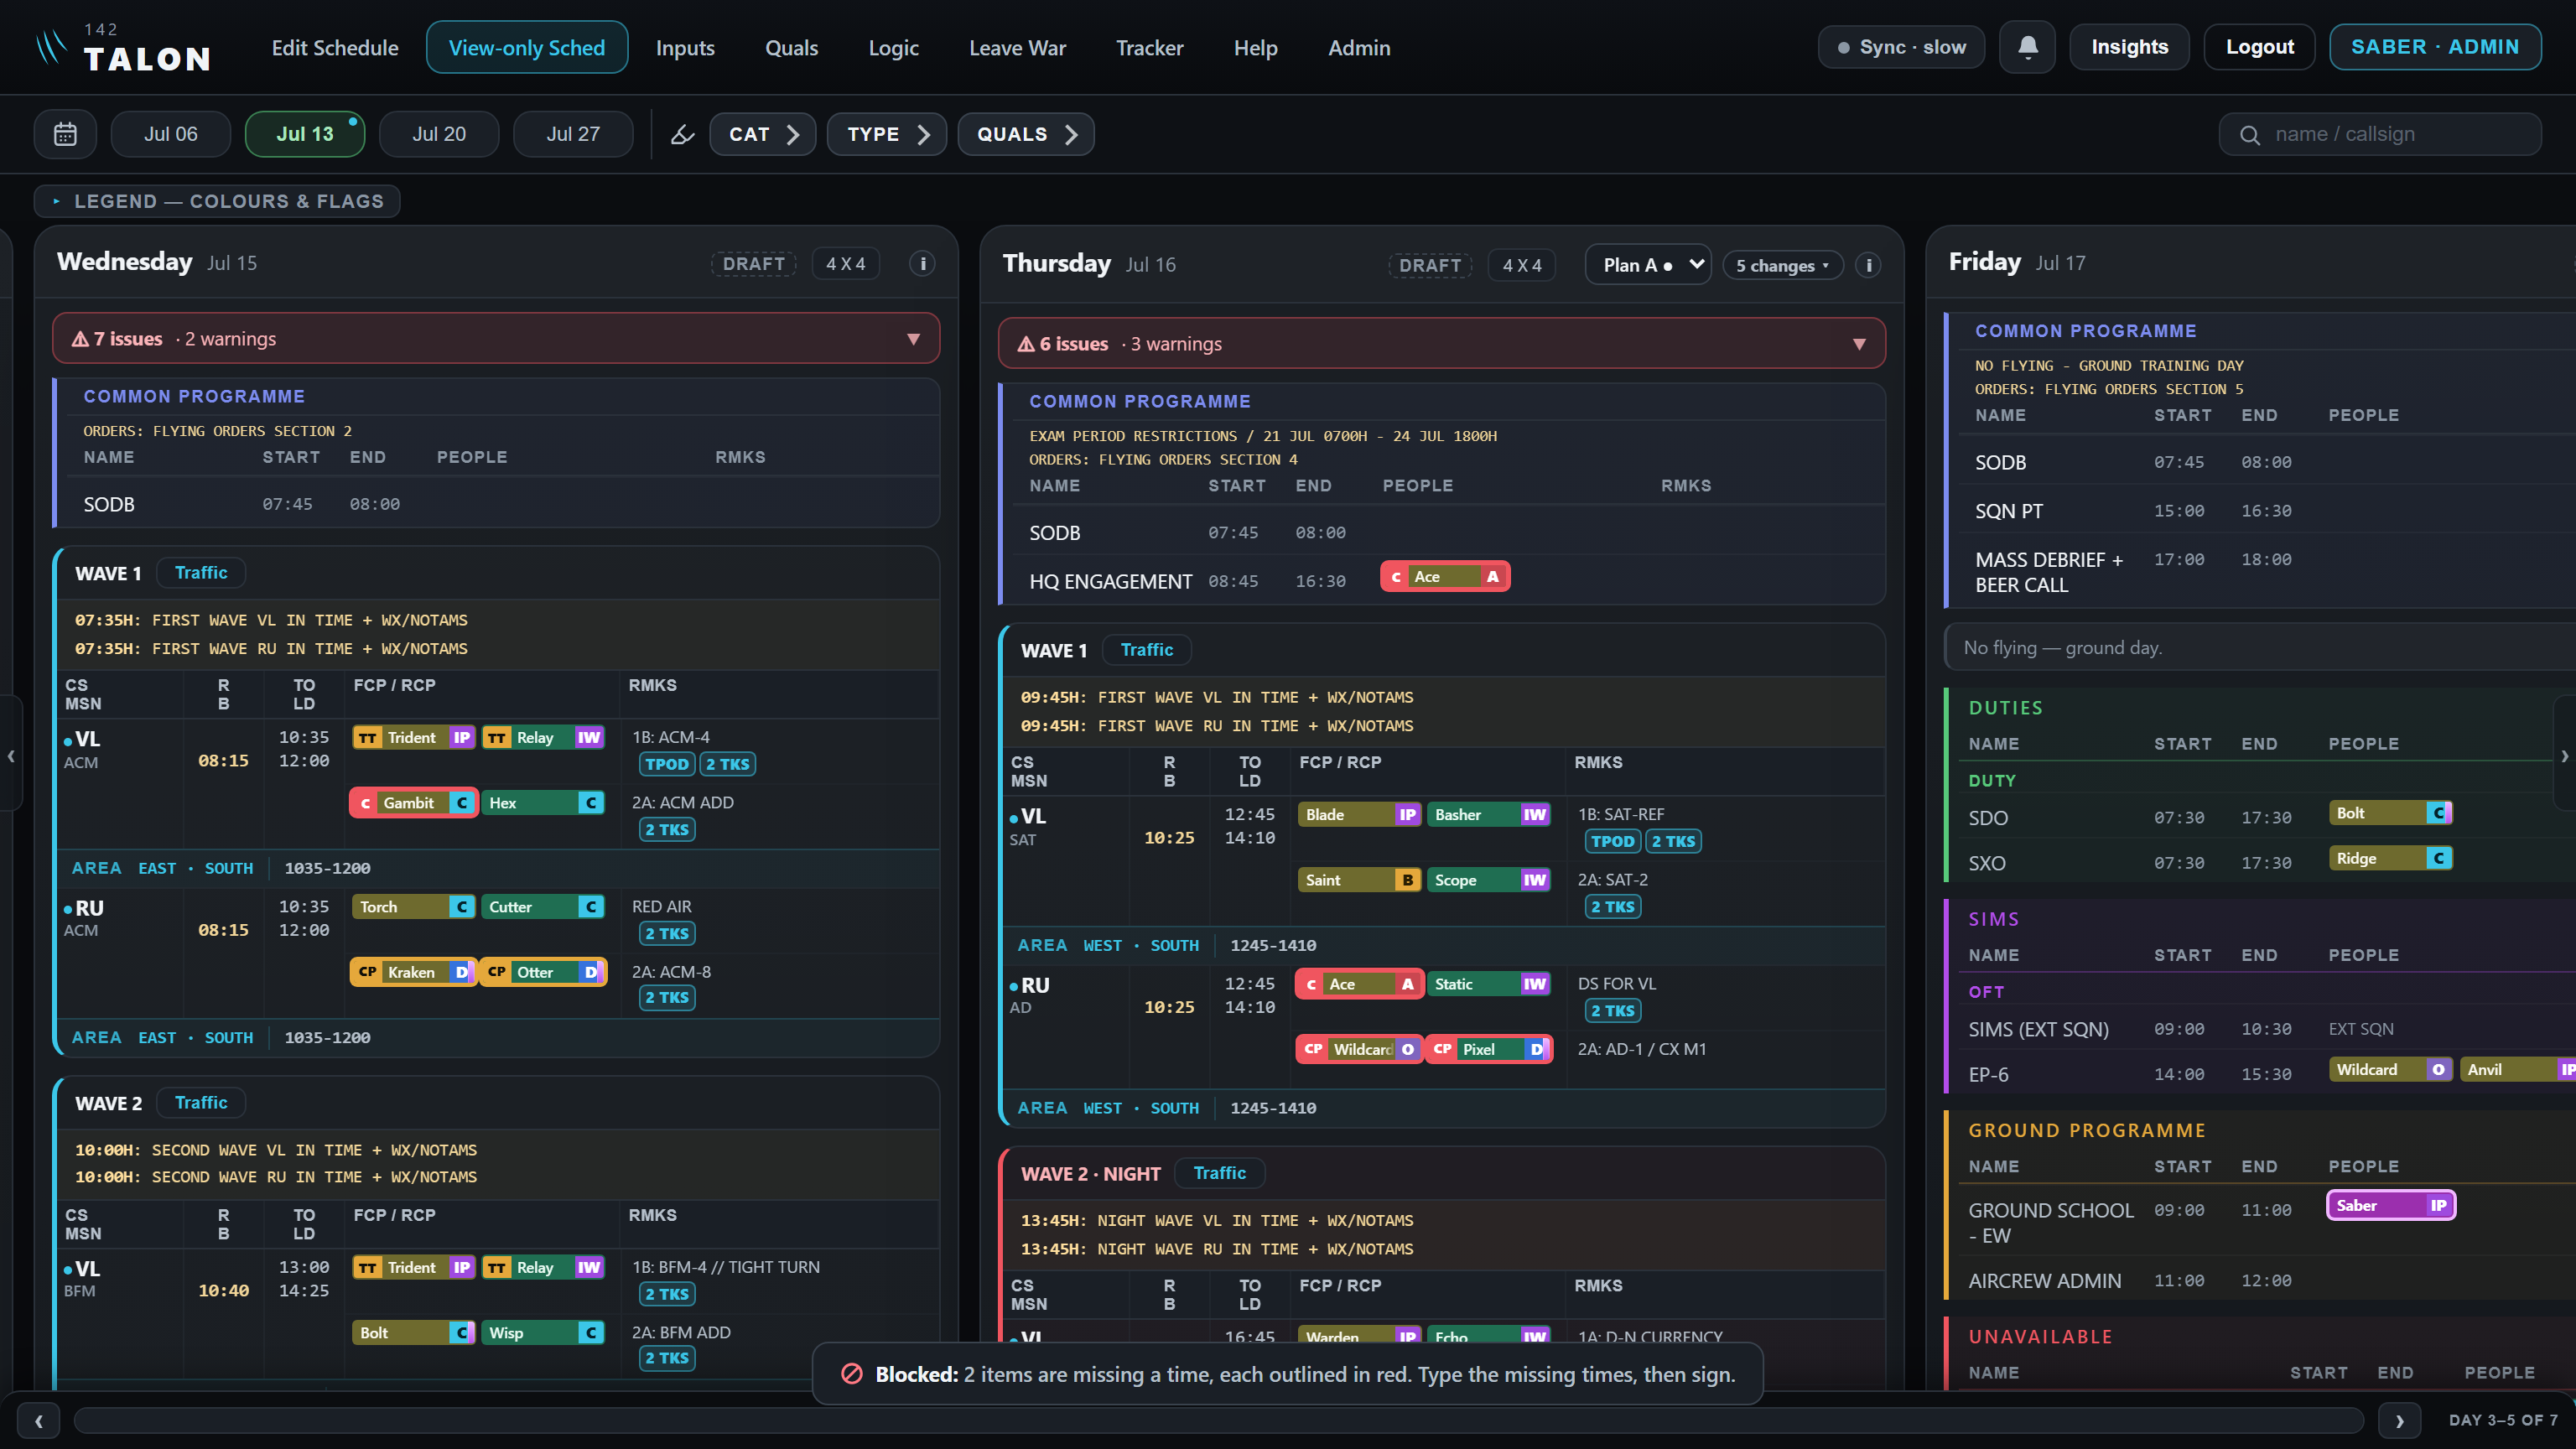 142
TALON
Edit Schedule
View-only Sched
Inputs
Quals
Logic
Leave War
Tracker
Help
Admin
Sync · slow
Insights
Logout
SABER · ADMIN
Jul 06
Jul 13
Jul 20
Jul 27
CAT
TYPE
QUALS
name / callsign
LEGEND — COLOURS & FLAGS
Wednesday Jul 15
DRAFT
4 X 4
i
7 issues · 2 warnings
COMMON PROGRAMME
ORDERS: FLYING ORDERS SECTION 2
NAME START END PEOPLE RMKS
SODB 07:45 08:00
WAVE 1 Traffic
07:35H: FIRST WAVE VL IN TIME + WX/NOTAMS
07:35H: FIRST WAVE RU IN TIME + WX/NOTAMS
CS R TO FCP / RCP RMKS
MSN B LD
VL 10:35 TT Trident IP TT Relay IW 1B: ACM-4
ACM 08:15 12:00 TPOD 2 TKS
C Gambit C Hex C 2A: ACM ADD
2 TKS
AREA EAST · SOUTH 1035-1200
RU 10:35 Torch C Cutter C RED AIR
ACM 08:15 12:00 2 TKS
CP Kraken D CP Otter D 2A: ACM-8
2 TKS
AREA EAST · SOUTH 1035-1200
WAVE 2 Traffic
10:00H: SECOND WAVE VL IN TIME + WX/NOTAMS
10:00H: SECOND WAVE RU IN TIME + WX/NOTAMS
CS R TO FCP / RCP RMKS
MSN B LD
VL 13:00 TT Trident IP TT Relay IW 1B: BFM-4 // TIGHT TURN
BFM 10:40 14:25 2 TKS
Bolt C Wisp C 2A: BFM ADD
2 TKS
Thursday Jul 16
DRAFT
4 X 4
Plan A
5 changes
i
6 issues · 3 warnings
COMMON PROGRAMME
EXAM PERIOD RESTRICTIONS / 21 JUL 0700H - 24 JUL 1800H
ORDERS: FLYING ORDERS SECTION 4
NAME START END PEOPLE RMKS
SODB 07:45 08:00
HQ ENGAGEMENT 08:45 16:30 C Ace A
WAVE 1 Traffic
09:45H: FIRST WAVE VL IN TIME + WX/NOTAMS
09:45H: FIRST WAVE RU IN TIME + WX/NOTAMS
CS R TO FCP / RCP RMKS
MSN B LD
VL 12:45 Blade IP Basher IW 1B: SAT-REF
SAT 10:25 14:10 TPOD 2 TKS
Saint B Scope IW 2A: SAT-2
2 TKS
AREA WEST · SOUTH 1245-1410
RU 12:45 C Ace A Static IW DS FOR VL
AD 10:25 14:10 2 TKS
CP Wildcard O CP Pixel D 2A: AD-1 / CX M1
AREA WEST · SOUTH 1245-1410
WAVE 2 · NIGHT Traffic
13:45H: NIGHT WAVE VL IN TIME + WX/NOTAMS
13:45H: NIGHT WAVE RU IN TIME + WX/NOTAMS
CS R TO FCP / RCP RMKS
MSN B LD
VL 16:45 Warden IP Echo IW 1A: D-N CURRENCY
Friday Jul 17
COMMON PROGRAMME
NO FLYING - GROUND TRAINING DAY
ORDERS: FLYING ORDERS SECTION 5
NAME START END PEOPLE
SODB 07:45 08:00
SQN PT 15:00 16:30
MASS DEBRIEF + 17:00 18:00
BEER CALL
No flying — ground day.
DUTIES
NAME START END PEOPLE
DUTY
SDO 07:30 17:30 Bolt C
SXO 07:30 17:30 Ridge C
SIMS
NAME START END PEOPLE
OFT
SIMS (EXT SQN) 09:00 10:30 EXT SQN
EP-6 14:00 15:30 Wildcard O Anvil IP
GROUND PROGRAMME
NAME START END PEOPLE
GROUND SCHOOL 09:00 11:00 Saber IP
- EW
AIRCREW ADMIN 11:00 12:00
UNAVAILABLE
NAME START END PEOPLE
Blocked: 2 items are missing a time, each outlined in red. Type the missing times, then sign.
DAY 3–5 OF 7